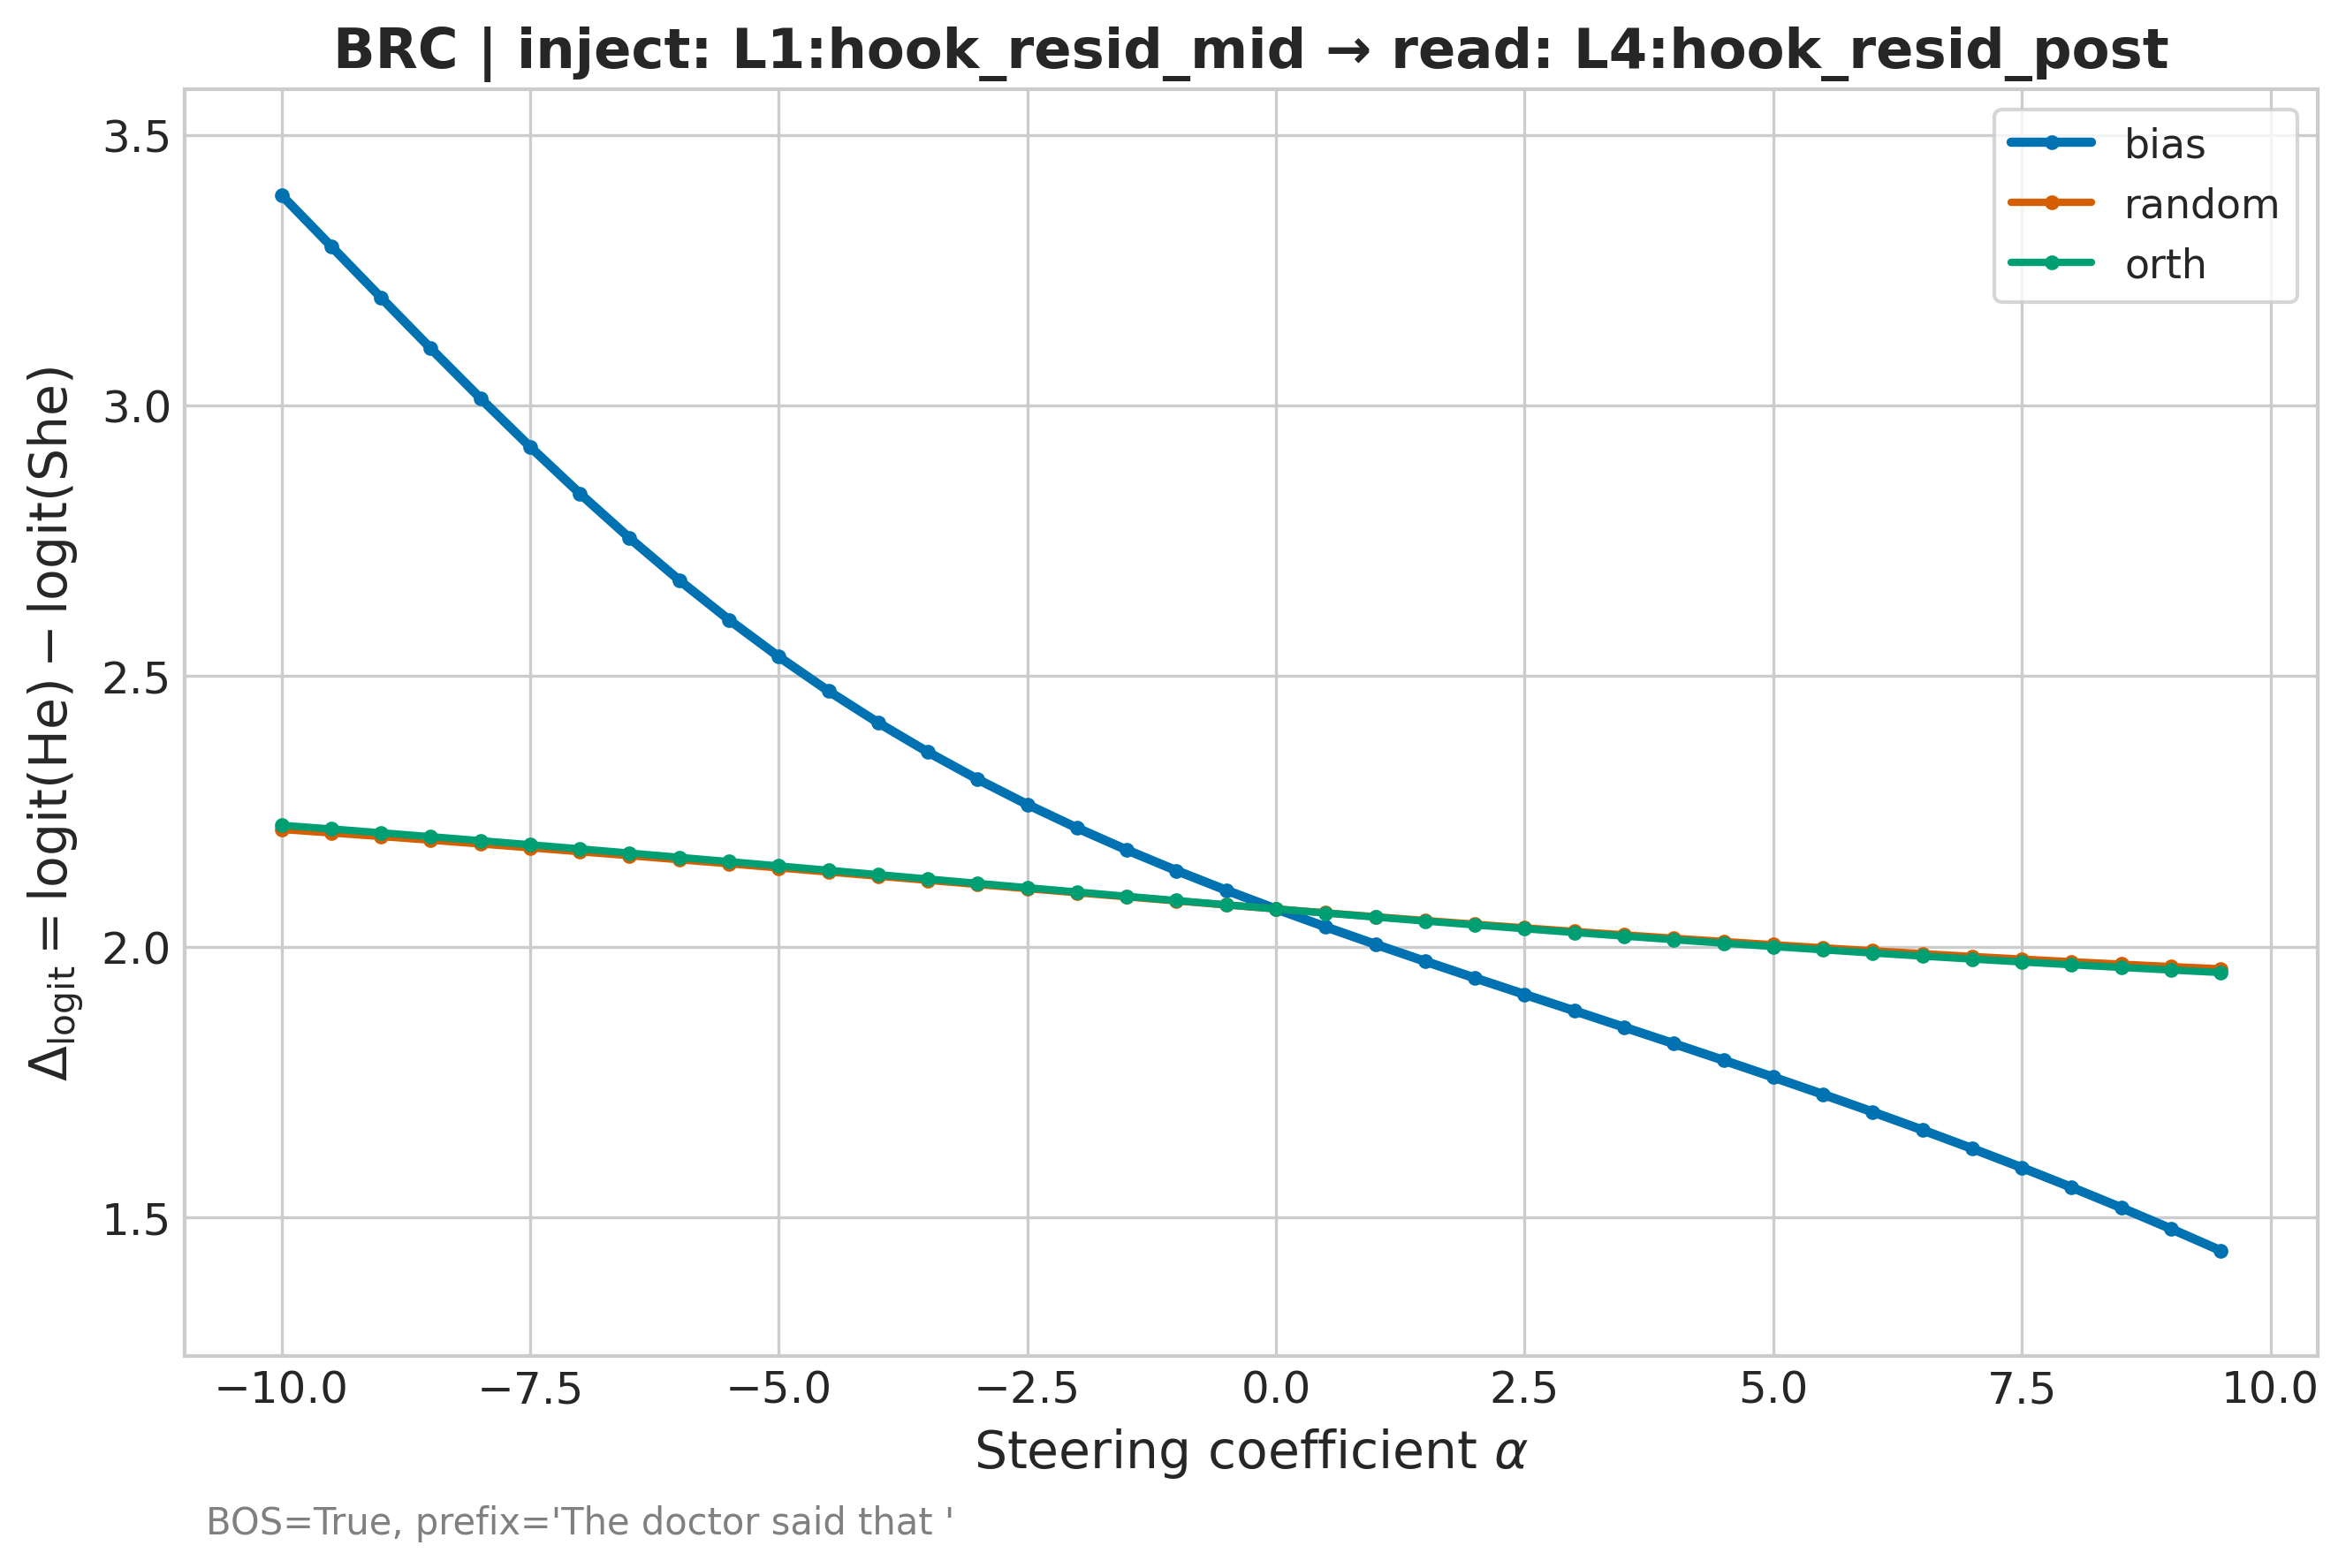 BRC | inject: L1:hook_resid_mid → read: L4:hook_resid_post
Δlogit = logit(He) − logit(She)
3.5
3.0
2.5
2.0
1.5
bias
random
orth
−10.0
−7.5
−5.0
−2.5
0.0
2.5
5.0
7.5
10.0
Steering coefficient α
BOS=True, prefix='The doctor said that '